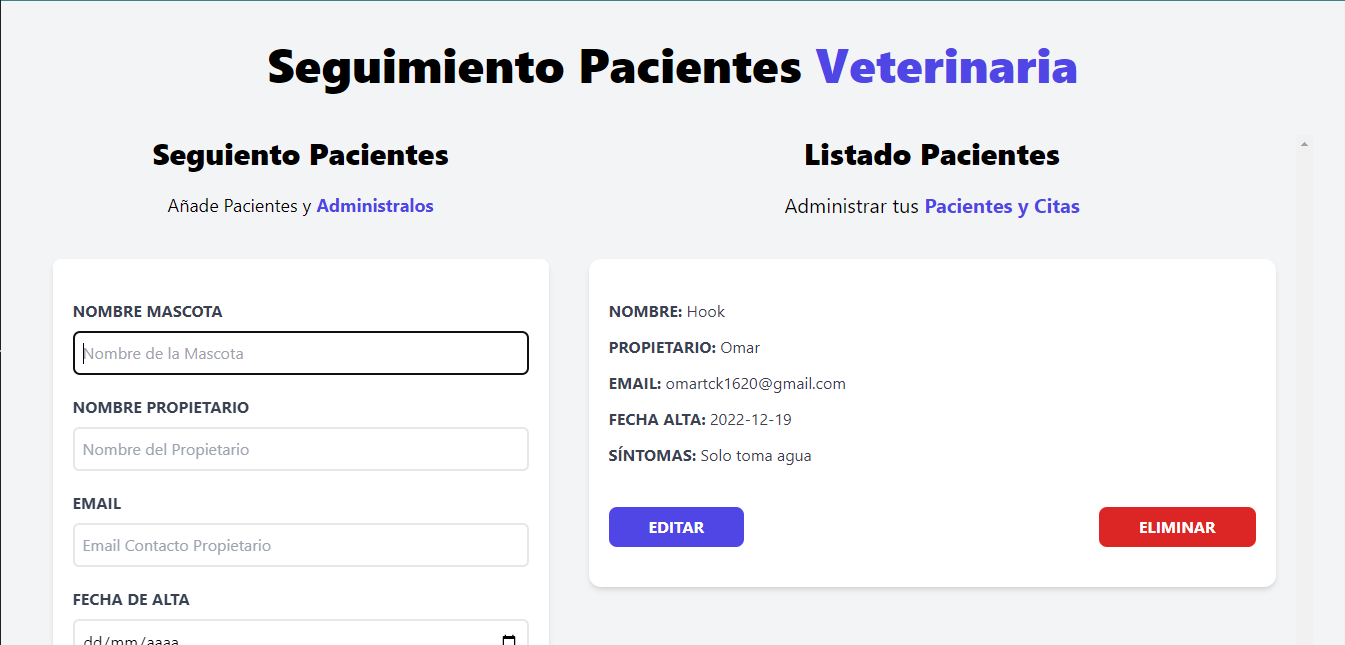 Seguimiento Pacientes Veterinaria
Seguiento Pacientes
Añade Pacientes y Administralos
NOMBRE MASCOTA
Nombre de la Mascota
NOMBRE PROPIETARIO
Nombre del Propietario
EMAIL
Email Contacto Propietario
FECHA DE ALTA
dd/mm/aaaa
Listado Pacientes
Administrar tus Pacientes y Citas
NOMBRE: Hook
PROPIETARIO: Omar
EMAIL: omartck1620@gmail.com
FECHA ALTA: 2022-12-19
SÍNTOMAS: Solo toma agua
EDITAR
ELIMINAR